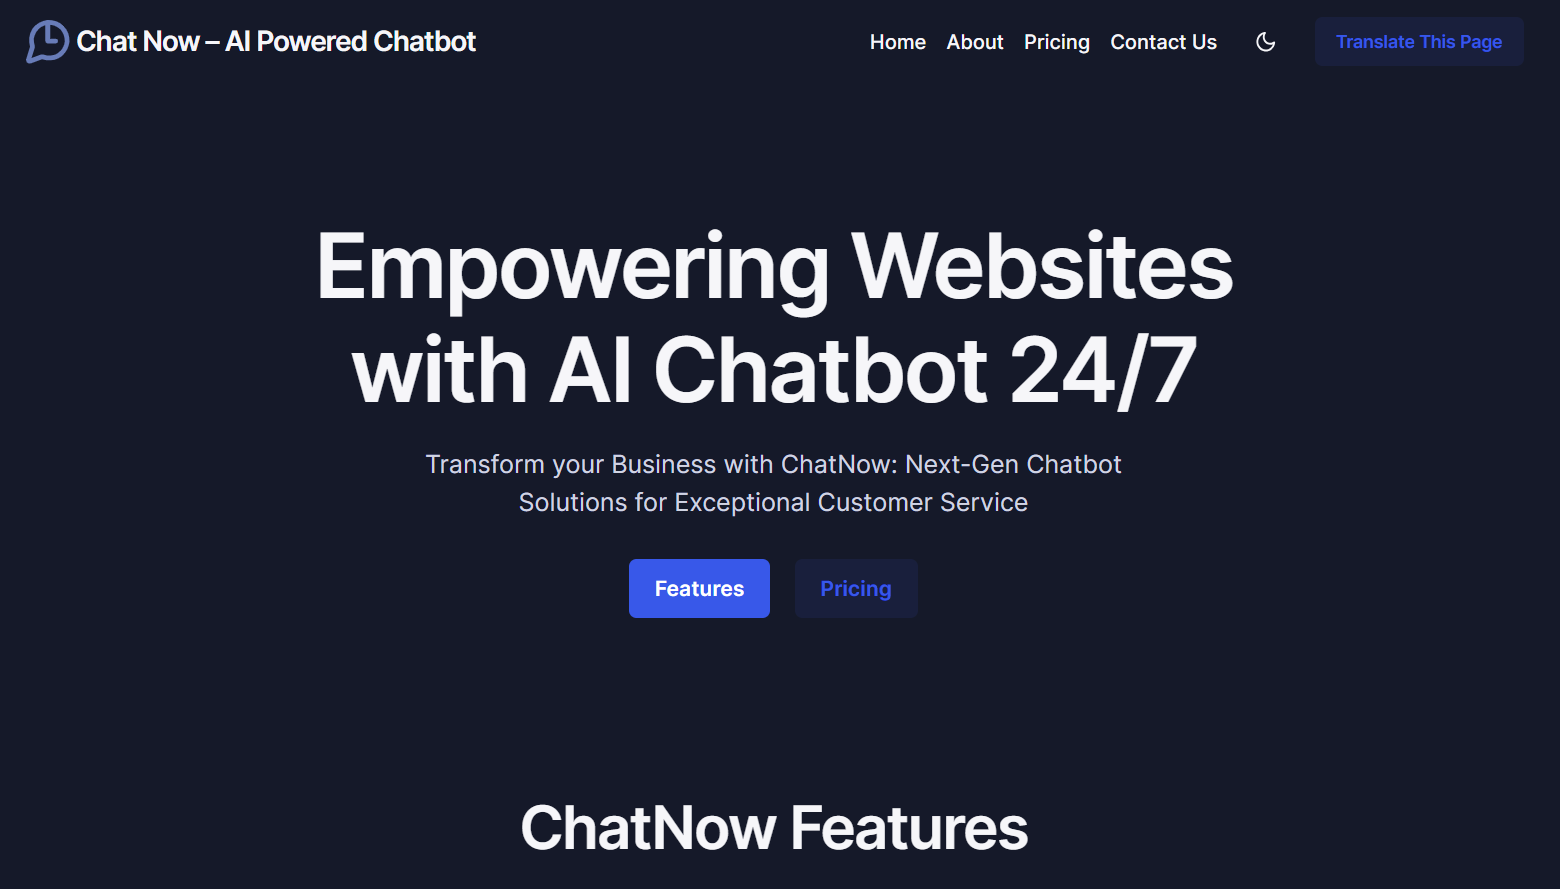 Chat Now – AI Powered Chatbot
Home
About
Pricing
Contact Us
Translate This Page
Empowering Websites
with AI Chatbot 24/7
Transform your Business with ChatNow: Next-Gen Chatbot
Solutions for Exceptional Customer Service
Features
Pricing
ChatNow Features